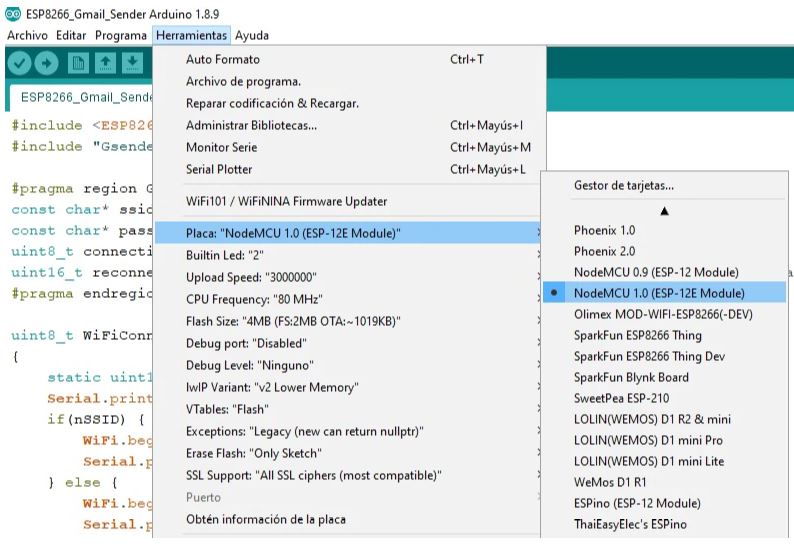 ESP8266_Gmail_Sender Arduino 1.8.9
Archivo Editar Programa Herramientas Ayuda
ESP8266_Gmail_Sende
#include <ESP826
#include "Gsende
#pragma region G
const char* ssid
const char* pass
uint8_t connecti
uint16_t reconne
#pragma endregio
uint8_t WiFiConn
{
static uint1
Serial.print
if(nSSID) {
WiFi.beg
Serial.p
} else {
WiFi.beg
Serial.p
Auto Formato Ctrl+T
Archivo de programa.
Reparar codificación & Recargar.
Administrar Bibliotecas... Ctrl+Mayús+I
Monitor Serie Ctrl+Mayús+M
Serial Plotter Ctrl+Mayús+L
WiFi101 / WiFiNINA Firmware Updater
Placa: "NodeMCU 1.0 (ESP-12E Module)"
Builtin Led: "2"
Upload Speed: "3000000"
CPU Frequency: "80 MHz"
Flash Size: "4MB (FS:2MB OTA:~1019KB)"
Debug port: "Disabled"
Debug Level: "Ninguno"
lwIP Variant: "v2 Lower Memory"
VTables: "Flash"
Exceptions: "Legacy (new can return nullptr)"
Erase Flash: "Only Sketch"
SSL Support: "All SSL ciphers (most compatible)"
Puerto
Obtén información de la placa
Gestor de tarjetas...
Phoenix 1.0
Phoenix 2.0
NodeMCU 0.9 (ESP-12 Module)
NodeMCU 1.0 (ESP-12E Module)
Olimex MOD-WIFI-ESP8266(-DEV)
SparkFun ESP8266 Thing
SparkFun ESP8266 Thing Dev
SparkFun Blynk Board
SweetPea ESP-210
LOLIN(WEMOS) D1 R2 & mini
LOLIN(WEMOS) D1 mini Pro
LOLIN(WEMOS) D1 mini Lite
WeMos D1 R1
ESPino (ESP-12 Module)
ThaiEasyElec's ESPino